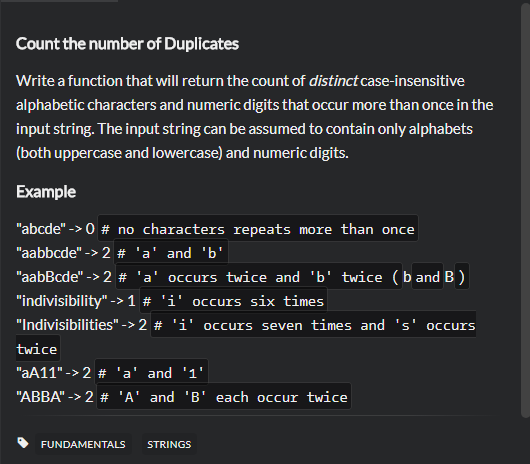 Count the number of Duplicates
Write a function that will return the count of distinct case-insensitive
alphabetic characters and numeric digits that occur more than once in the
input string. The input string can be assumed to contain only alphabets
(both uppercase and lowercase) and numeric digits.
Example
"abcde" -> 0 # no characters repeats more than once
"aabbcde" -> 2 # 'a' and 'b'
"aabBcde" -> 2 # 'a' occurs twice and 'b' twice (b and B)
"indivisibility" -> 1 # 'i' occurs six times
"Indivisibilities" -> 2 # 'i' occurs seven times and 's' occurs
twice
"aA11" -> 2 # 'a' and '1'
"ABBA" -> 2 # 'A' and 'B' each occur twice
FUNDAMENTALS STRINGS